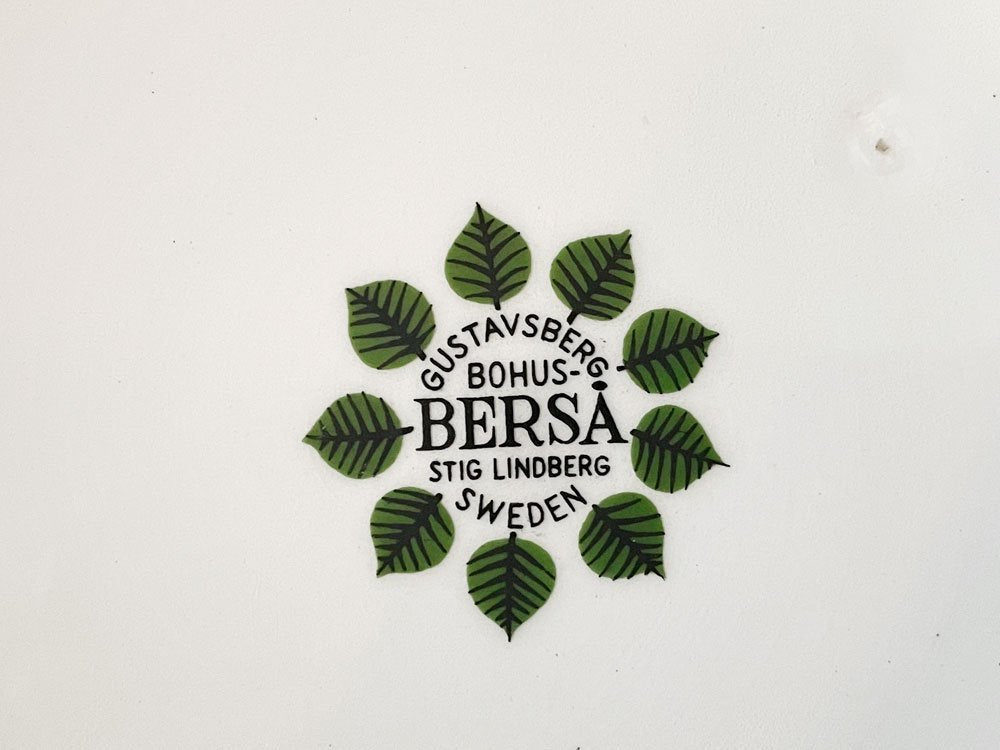 GUSTAVSBERG
BOHUS-
BERSÅ
STIG LINDBERG
SWEDEN